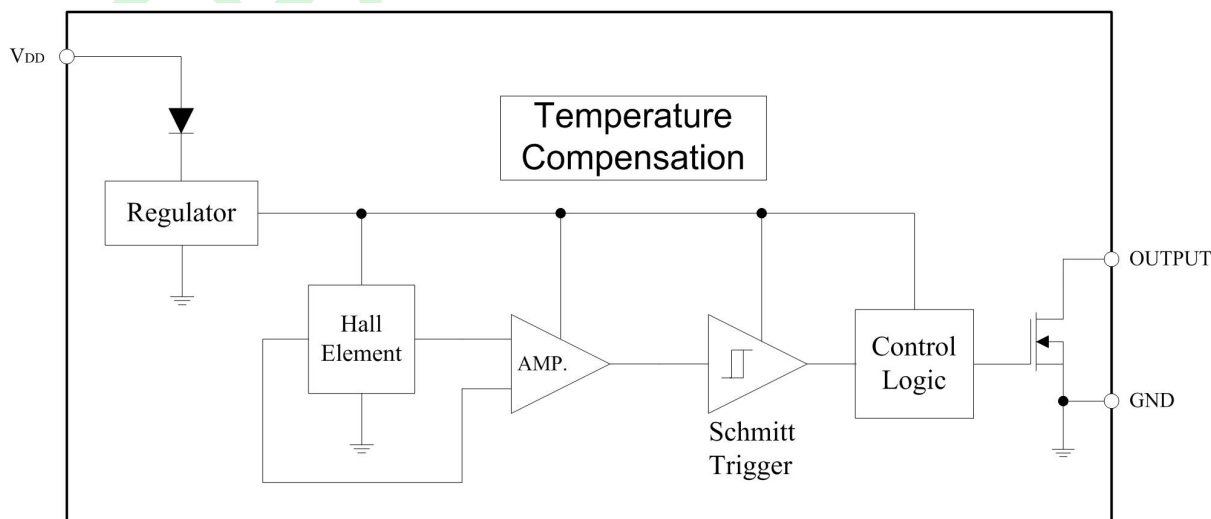 VDD
Temperature
Compensation
Regulator
OUTPUT
Hall
Element
AMP.
Control
Logic
GND
Schmitt
Trigger